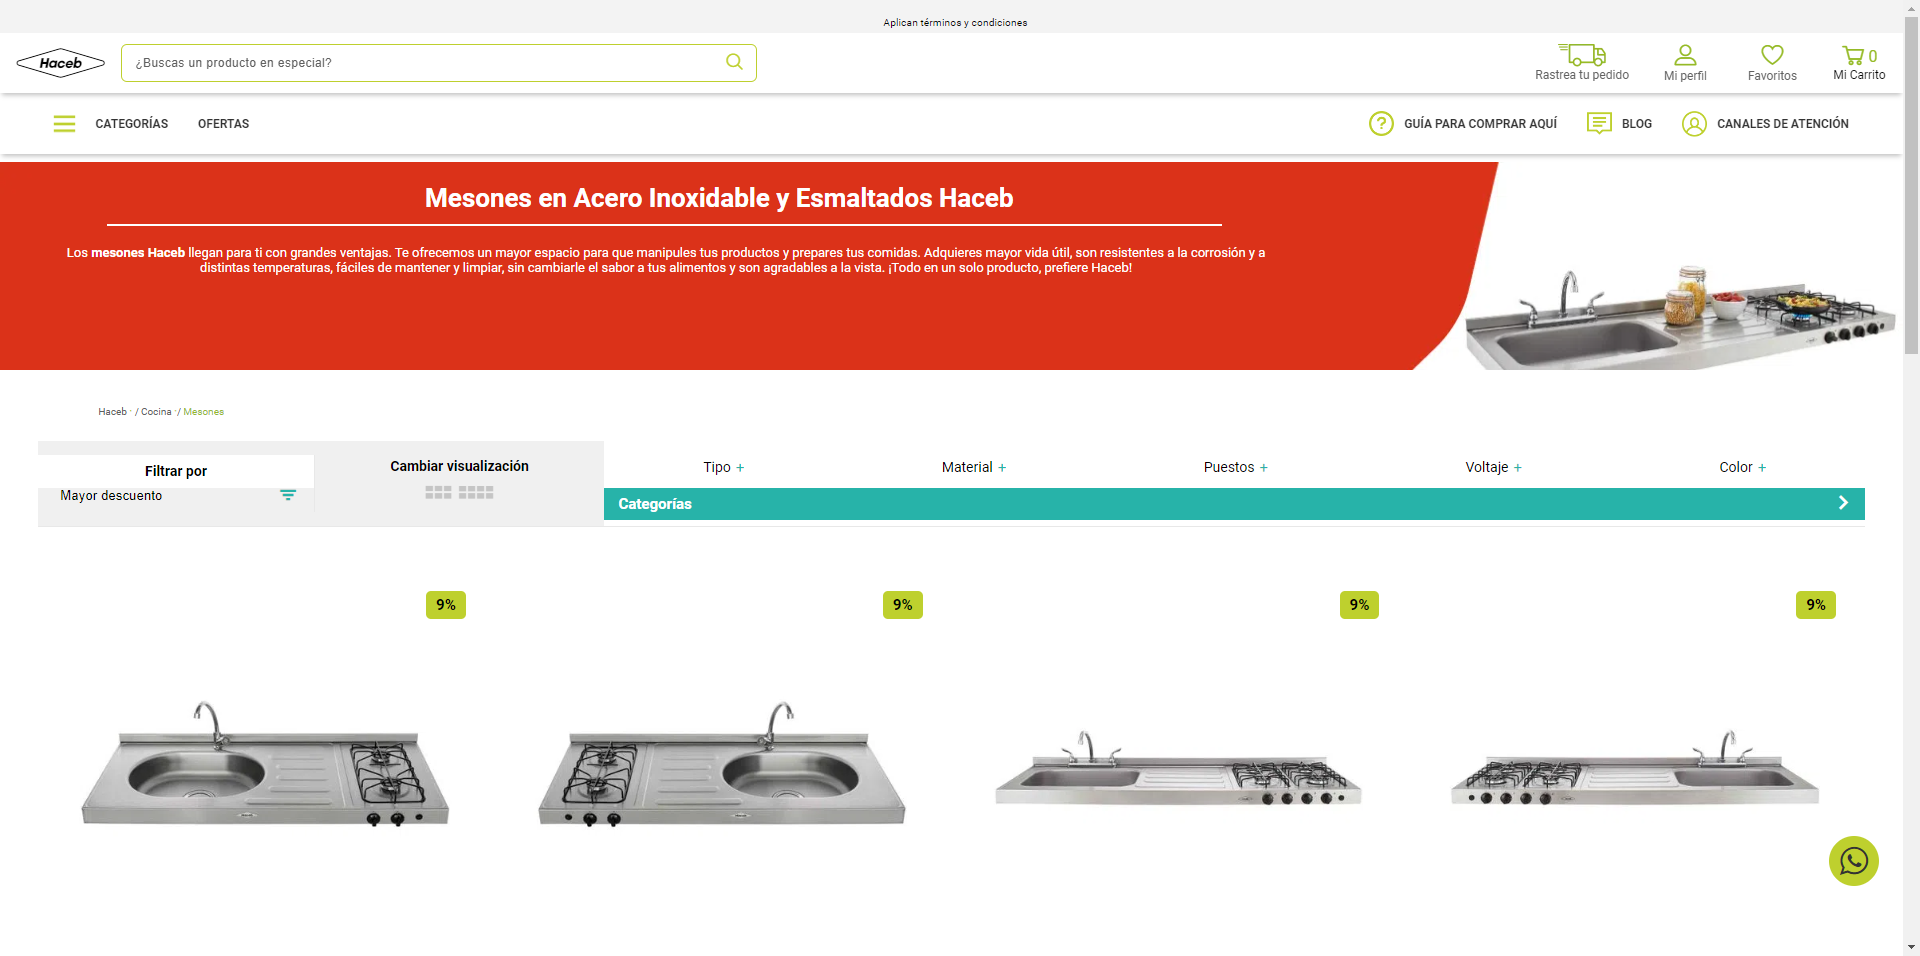 Aplican términos y condiciones
Haceb
¿Buscas un producto en especial?
Rastrea tu pedido
Mi perfil
Favoritos
0
Mi Carrito
CATEGORÍAS
OFERTAS
GUÍA PARA COMPRAR AQUÍ
BLOG
CANALES DE ATENCIÓN
Mesones en Acero Inoxidable y Esmaltados Haceb
Los mesones Haceb llegan para ti con grandes ventajas. Te ofrecemos un mayor espacio para que manipules tus productos y prepares tus comidas. Adquieres mayor vida útil, son resistentes a la corrosión y a
distintas temperaturas, fáciles de mantener y limpiar, sin cambiarle el sabor a tus alimentos y son agradables a la vista. ¡Todo en un solo producto, prefiere Haceb!
Haceb / Cocina / Mesones
Filtrar por
Mayor descuento
Cambiar visualización
Tipo +
Material +
Puestos +
Voltaje +
Color +
Categorías
9%
9%
9%
9%